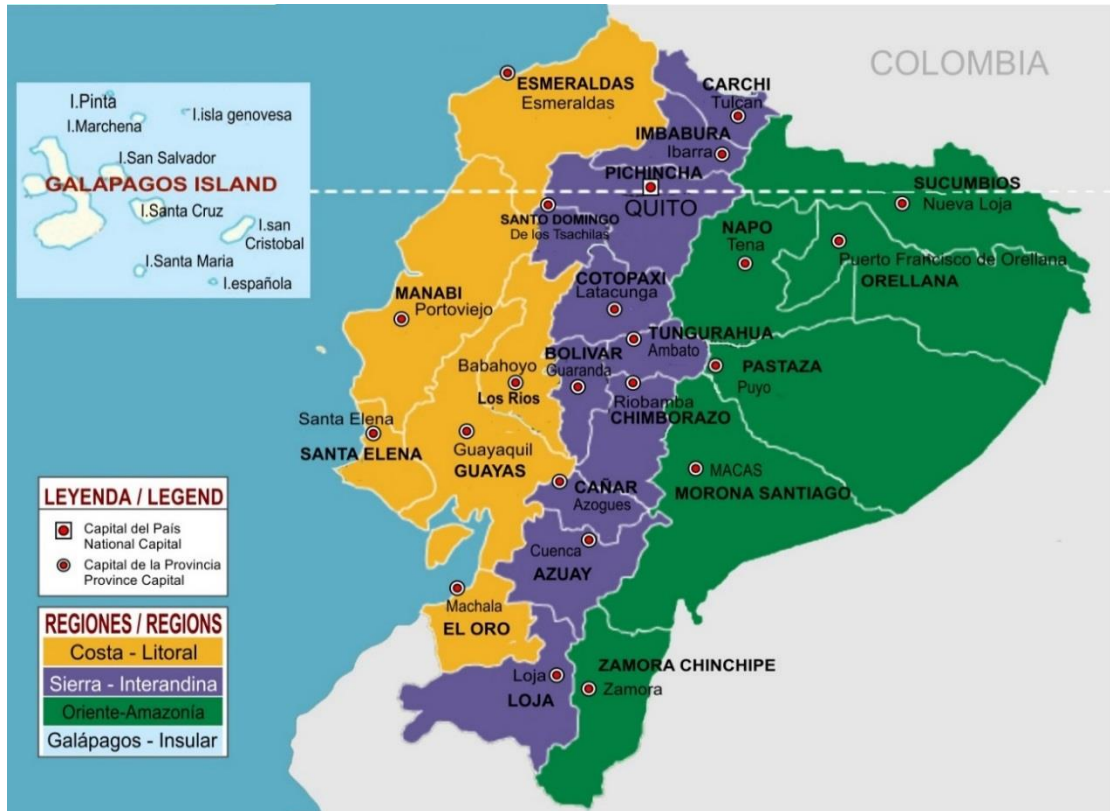 COLOMBIA
ESMERALDAS
Esmeraldas
CARCHI
Tulcan
IMBABURA
Ibarra
PICHINCHA
QUITO
SANTO DOMINGO
De los Tsachilas
SUCUMBIOS
Nueva Loja
NAPO
Tena
Puerto Francisco de Orellana
ORELLANA
COTOPAXI
Latacunga
MANABI
Portoviejo
TUNGURAHUA
Ambato
BOLIVAR
Guaranda
PASTAZA
Puyo
Babahoyo
Los Rios
Riobamba
CHIMBORAZO
Santa Elena
SANTA ELENA
Guayaquil
GUAYAS
MACAS
MORONA SANTIAGO
CAÑAR
Azogues
Cuenca
AZUAY
Machala
EL ORO
ZAMORA CHINCHIPE
Zamora
Loja
LOJA
I.Pinta
I.Marchena
I.isla genovesa
I.San Salvador
GALAPAGOS ISLAND
I.Santa Cruz
I.san
Cristobal
I.Santa Maria
I.española
LEYENDA / LEGEND
Capital del País
National Capital
Capital de la Provincia
Province Capital
REGIONES / REGIONS
Costa - Litoral
Sierra - Interandina
Oriente-Amazonía
Galápagos - Insular